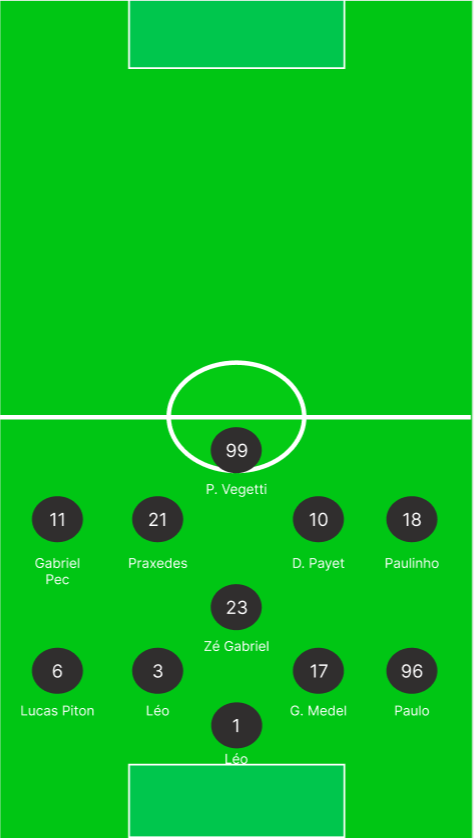 99
P. Vegetti
11
21
10
18
Gabriel
Pec
Praxedes
D. Payet
Paulinho
23
Zé Gabriel
6
3
17
96
Lucas Piton
Léo
G. Medel
Paulo
1
Léo